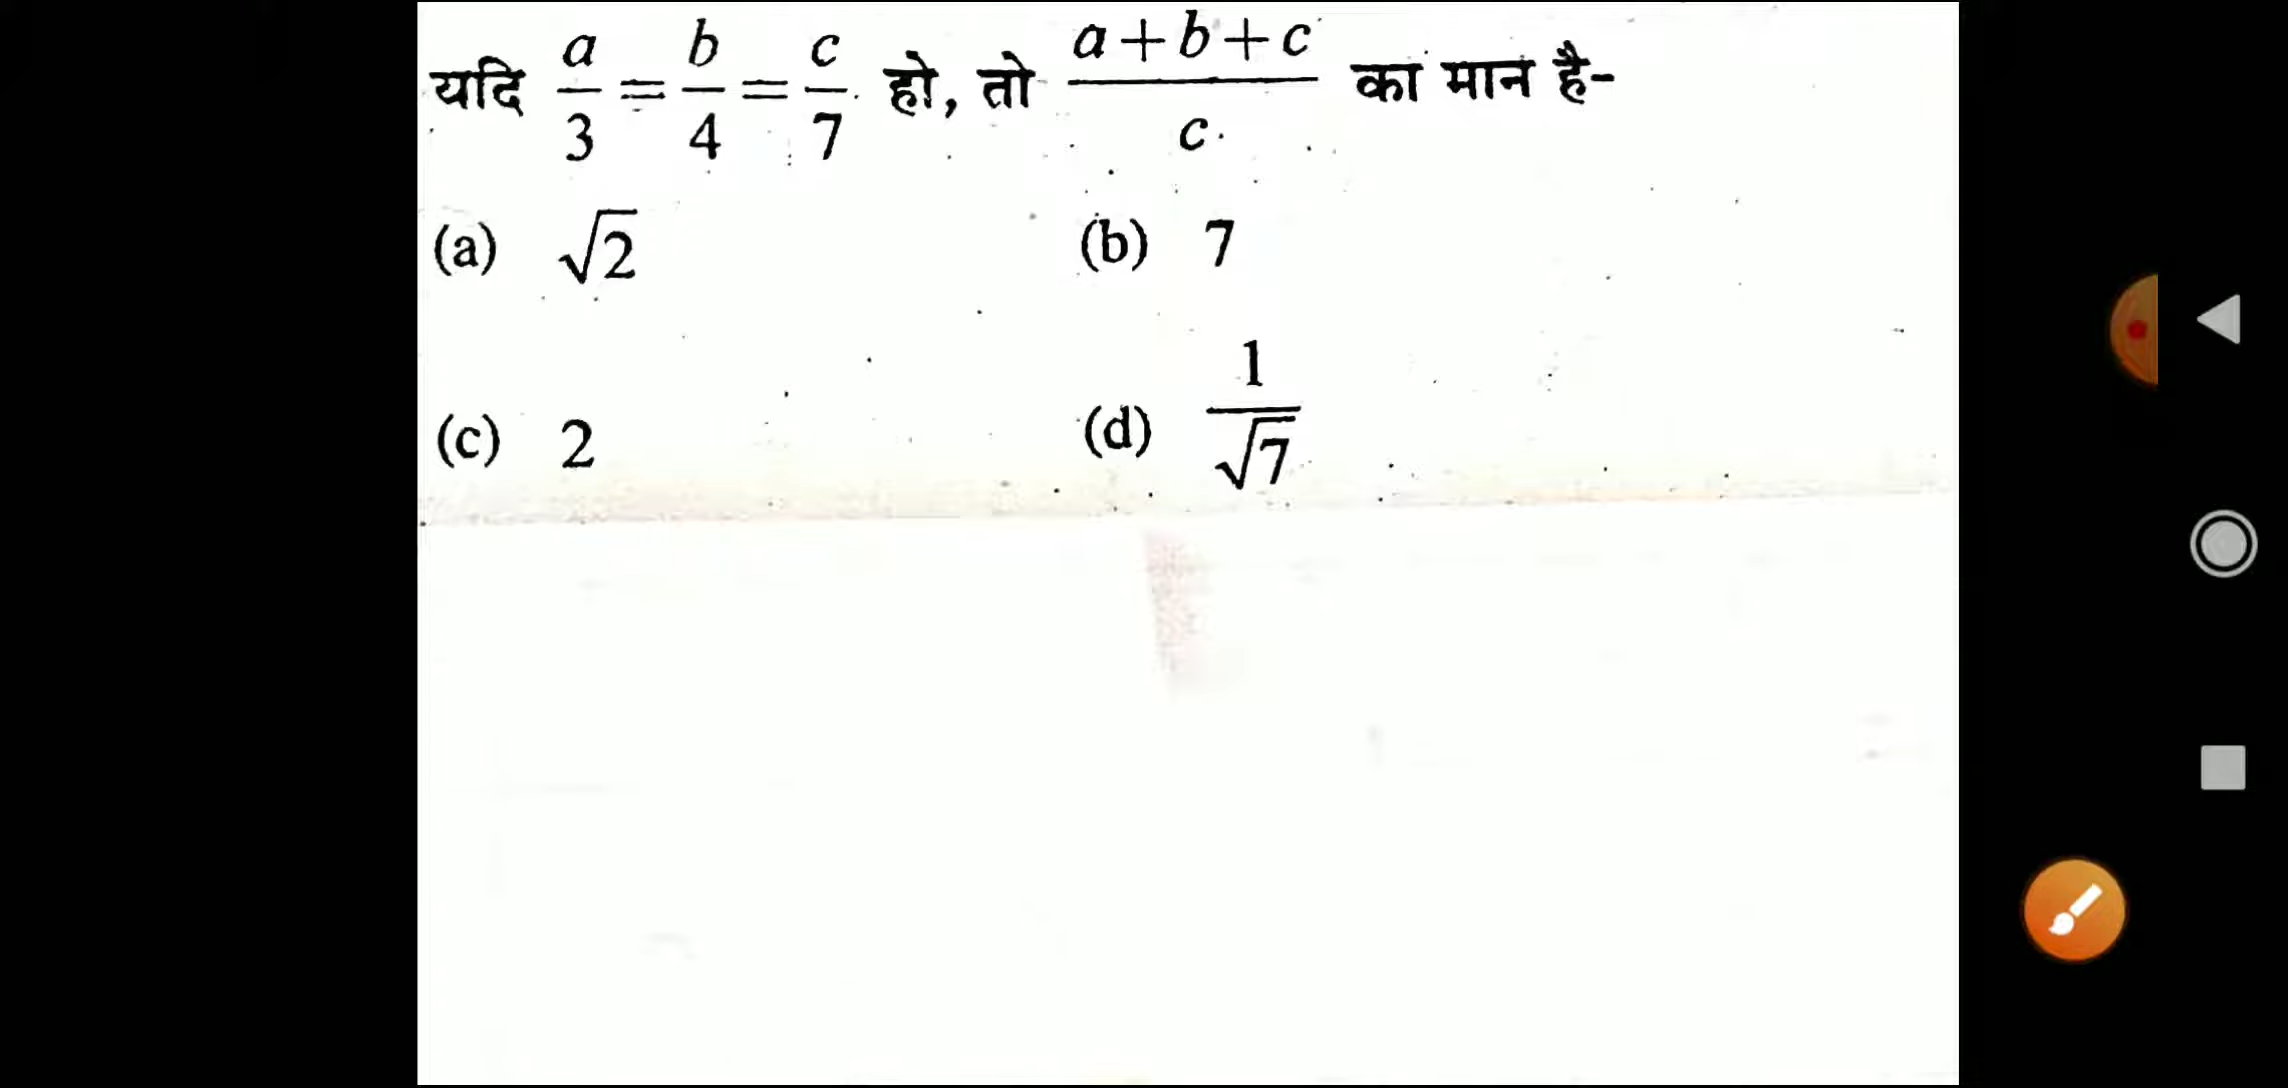 यदि a/3 = b/4 = c/7 हो, तो (a+b+c)/c का मान है-
(a) √2 (b) 7
(c) 2 (d) 1/√7